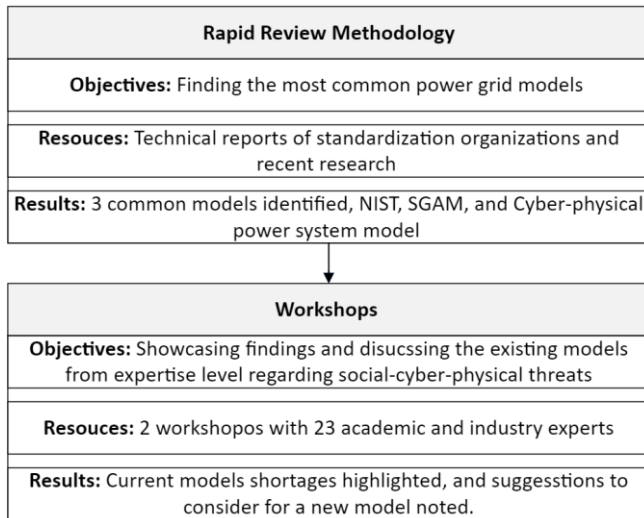 Rapid Review Methodology
Objectives: Finding the most common power grid models
Resouces: Technical reports of standardization organizations and
recent research
Results: 3 common models identified, NIST, SGAM, and Cyber-physical
power system model
Workshops
Objectives: Showcasing findings and disucssing the existing models
from expertise level regarding social-cyber-physical threats
Resouces: 2 workshopos with 23 academic and industry experts
Results: Current models shortages highlighted, and suggesstions to
consider for a new model noted.